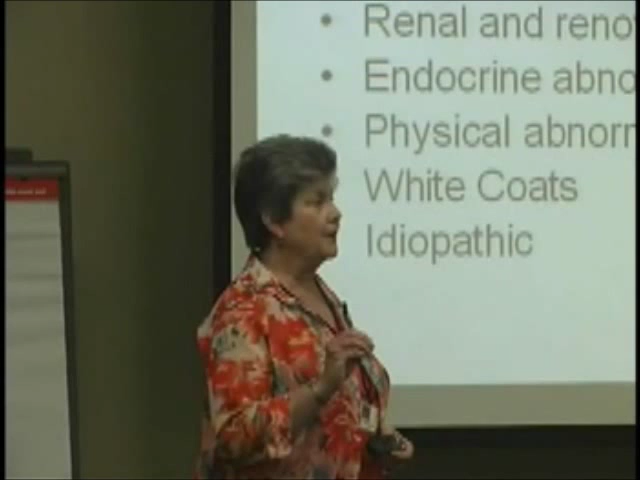 • Renal and reno
• Endocrine abno
• Physical abnorm
White Coats
Idiopathic